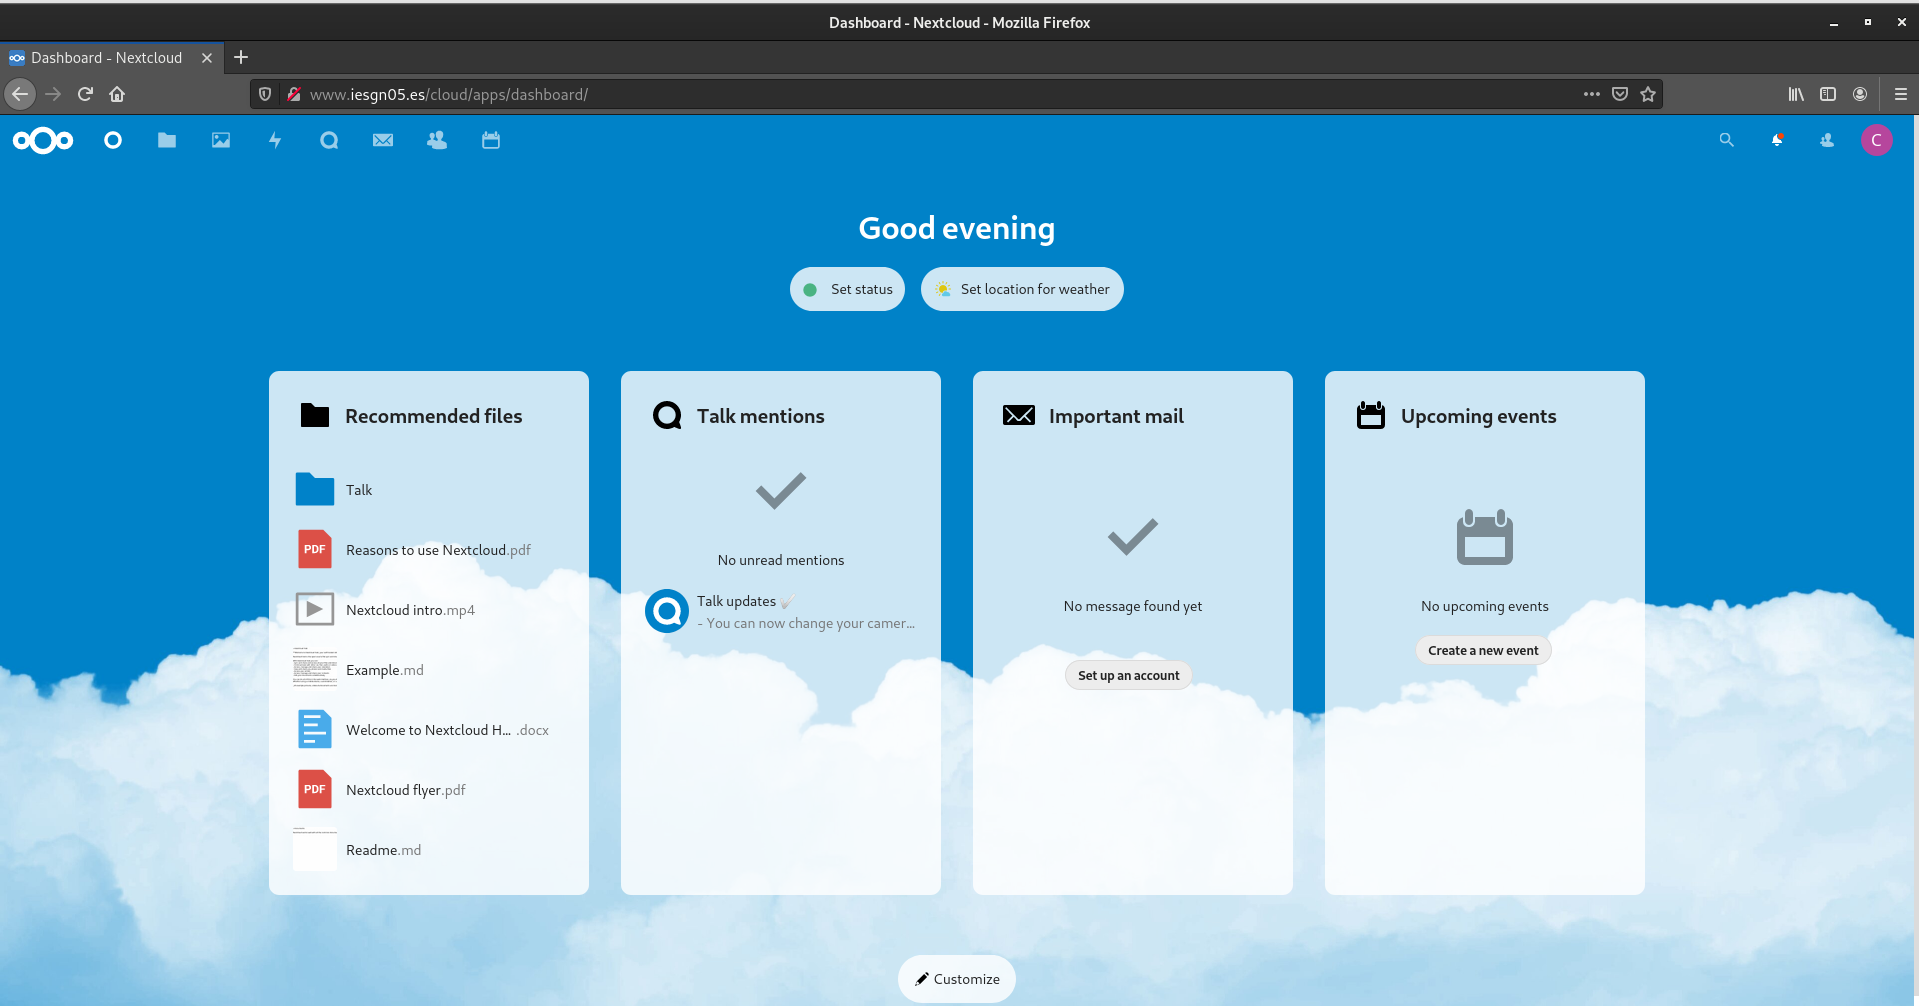 Dashboard - Nextcloud - Mozilla Firefox
Dashboard - Nextcloud
www.iesgn05.es/cloud/apps/dashboard/
C
Good evening
Set status
Set location for weather
Recommended files
Talk
PDF
Reasons to use Nextcloud.pdf
Nextcloud intro.mp4
Example.md
Welcome to Nextcloud H... .docx
PDF
Nextcloud flyer.pdf
Readme.md
Talk mentions
No unread mentions
Talk updates
- You can now change your camer...
Important mail
No message found yet
Set up an account
Upcoming events
No upcoming events
Create a new event
Customize